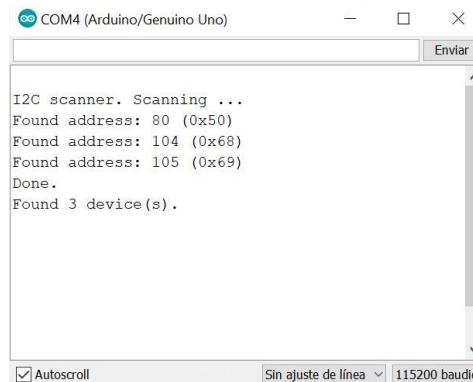 COM4 (Arduino/Genuino Uno)
Enviar
I2C scanner. Scanning ...
Found address: 80 (0x50)
Found address: 104 (0x68)
Found address: 105 (0x69)
Done.
Found 3 device(s).
Autoscroll
Sin ajuste de línea
115200 baudi